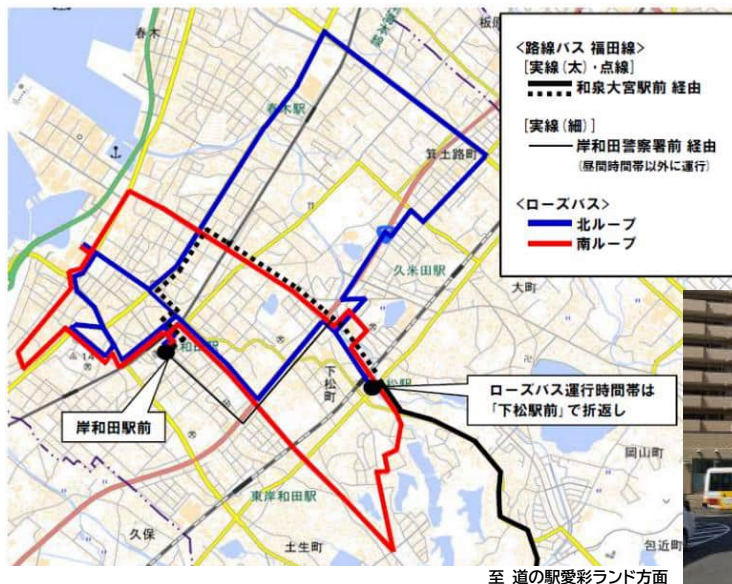 <路線バス 福田線>
[実線(太)・点線]
和泉大宮駅前 経由
[実線(細)]
岸和田警察署前 経由
(昼間時間帯以外に運行)
<ローズバス>
北ループ
南ループ
春木
春木駅
箕土路町
久米田駅
大町
下松町
岸和田駅前
ローズバス運行時間帯は
「下松駅前」で折返し
岡山町
東岸和田駅
久保
土生町
包近町
至 道の駅愛彩ランド方面